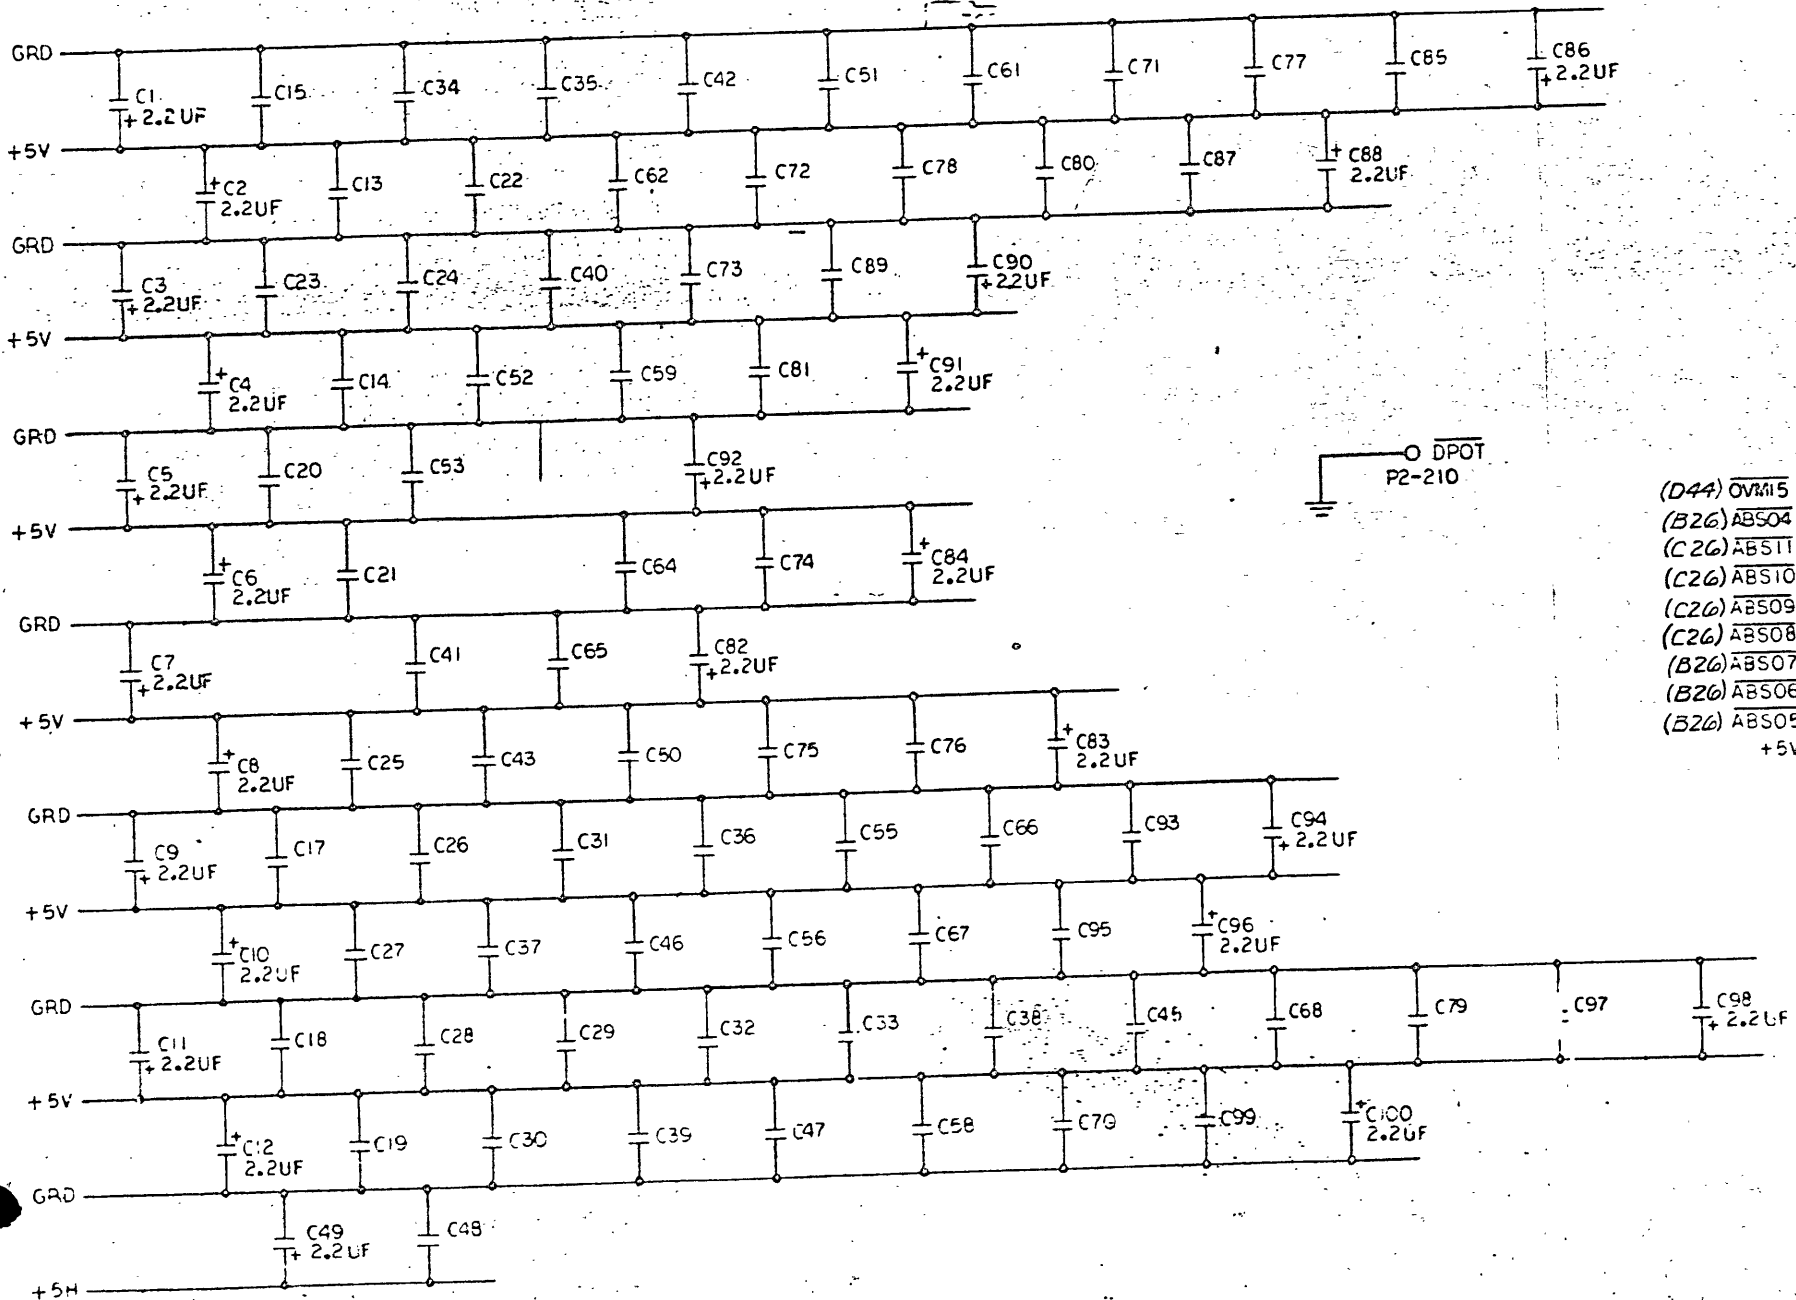 GRD
C1
+ 2.2UF
C15
C34
C35
C42
C51
C61
C71
C77
C85
C86
+ 2.2UF
+5V
+ C2
2.2UF
C13
C22
C62
C72
C78
C80
C87
+ C88
2.2UF
GRD
C3
+ 2.2UF
C23
C24
C40
C73
C89
C90
+ 22UF
+5V
+ C4
2.2UF
C14
C52
C59
C81
+ C91
2.2UF
GRD
C5
+ 2.2UF
C20
C53
C92
+ 2.2UF
DPOT
P2-210
+5V
+ C6
2.2UF
C21
C64
C74
+ C84
2.2UF
GRD
C7
+ 2.2UF
C41
C65
C82
+ 2.2UF
+5V
+ C8
2.2UF
C25
C43
C50
C75
C76
+ C83
2.2UF
GRD
C9
+ 2.2UF
C17
C26
C31
C36
C55
C66
C93
C94
+ 2.2UF
+5V
+ C10
2.2UF
C27
C37
C46
C56
C67
C95
+ C96
2.2UF
GRD
C11
+ 2.2UF
C18
C28
C29
C32
C33
C38
C45
C68
C79
C97
C98
+ 2.2UF
+5V
+ C12
2.2UF
C19
C30
C39
C47
C58
C70
C99
+ C100
2.2UF
GRD
C49
+ 2.2UF
C48
+5H
(D44) OVM15
(B26) ABS04
(C26) ABS11
(C26) ABS10
(C26) ABS09
(C26) ABS08
(B26) ABS07
(B26) ABS06
(B26) ABS05
+5V